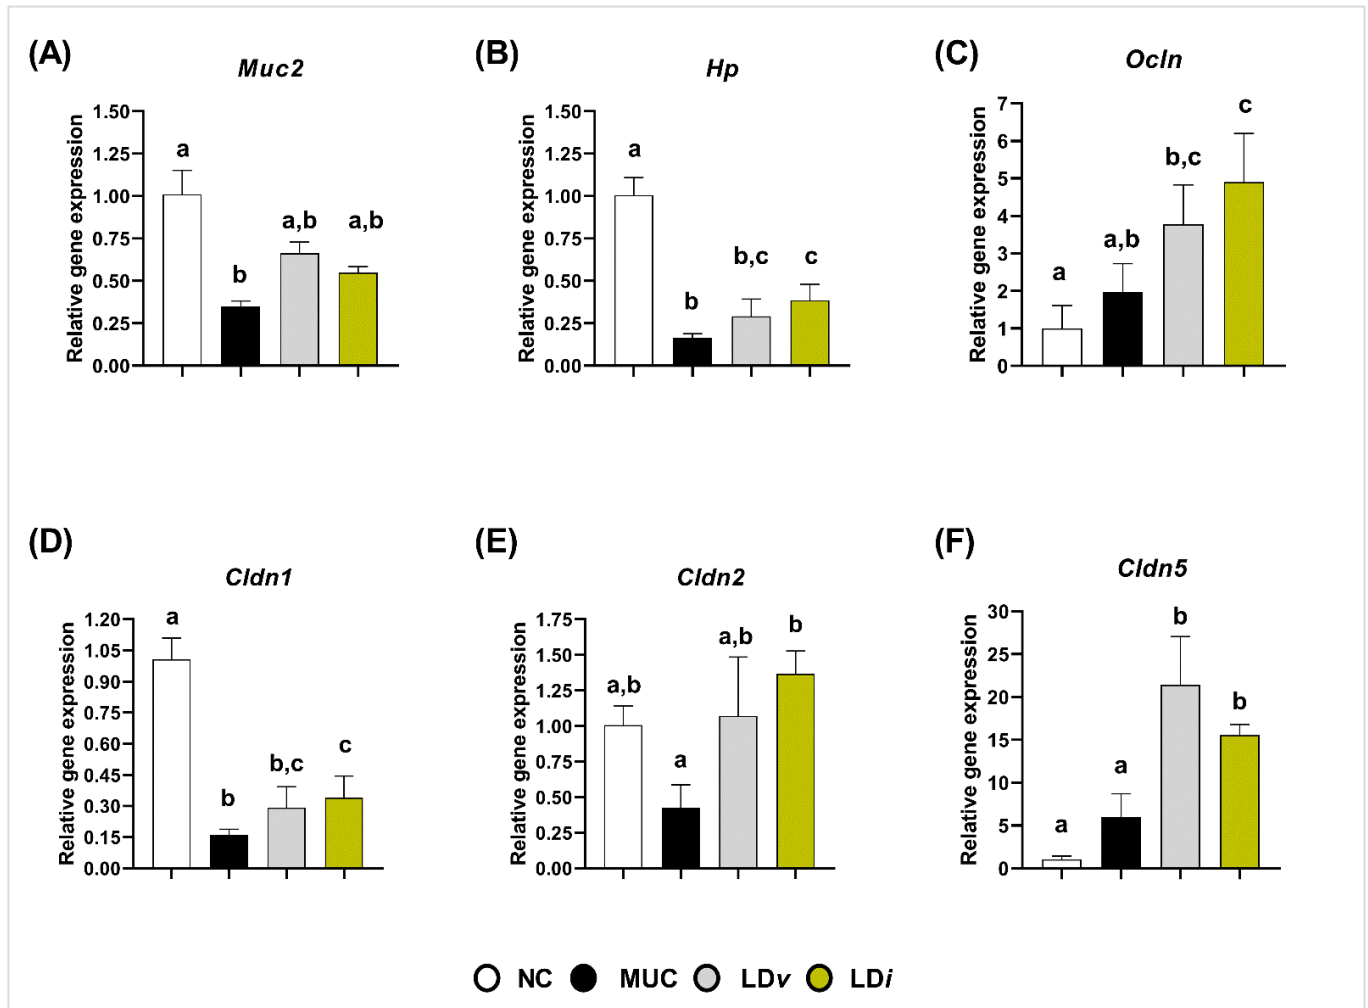 (A)
Muc2
Relative gene expression
1.50
1.25
1.00
0.75
0.50
0.25
0.00
a
b
a,b
a,b
(B)
Hp
Relative gene expression
1.50
1.25
1.00
0.75
0.50
0.25
0.00
a
b
b,c
c
(C)
Ocln
Relative gene expression
7
6
5
4
3
2
1
0
a
a,b
b,c
c
(D)
Cldn1
Relative gene expression
1.20
1.05
0.90
0.75
0.60
0.45
0.30
0.15
0.00
a
b
b,c
c
(E)
Cldn2
Relative gene expression
1.75
1.50
1.25
1.00
0.75
0.50
0.25
0.00
a,b
a
a,b
b
(F)
Cldn5
Relative gene expression
30
25
20
15
10
5
0
a
a
b
b
NC MUC LDv LDi